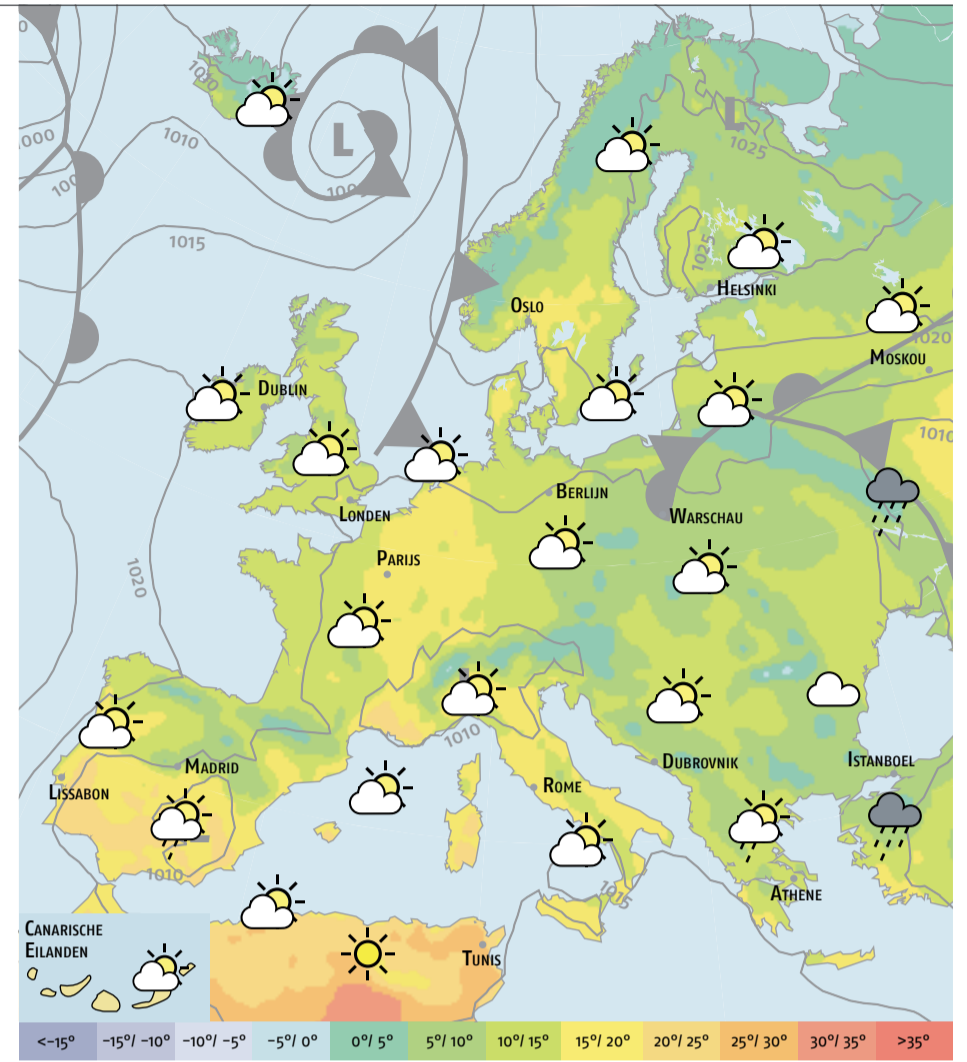 1010
L
1000
1010
1015
L
1025
1025
Helsinki
Oslo
1020
Moskou
Dublin
1010
Berlijn
Londen
Warschau
Parijs
1020
1010
Madrid
Dubrovnik
Istanboel
Lissabon
Rome
1010
1015
Athene
Canarische
Eilanden
Tunis
<-15° -15°/ -10° -10°/ -5° -5°/ 0° 0°/ 5° 5°/ 10° 10°/ 15° 15°/ 20° 20°/ 25° 25°/ 30° 30°/ 35° >35°